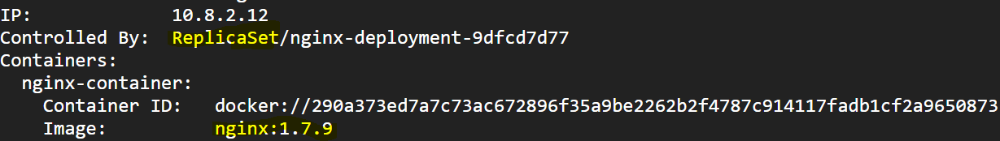 IP: 10.8.2.12
Controlled By: ReplicaSet/nginx-deployment-9dfcd7d77
Containers:
nginx-container:
Container ID: docker://290a373ed7a7c73ac672896f35a9be2262b2f4787c914117fadb1cf2a9650873
Image: nginx:1.7.9